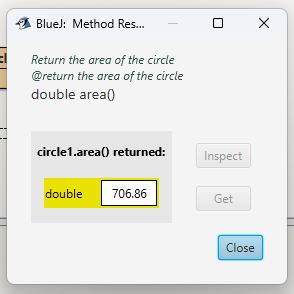 BlueJ:  Method Res...
Return the area of the circle
@return the area of the circle
double area()
circle1.area() returned:
double 706.86
Inspect
Get
Close